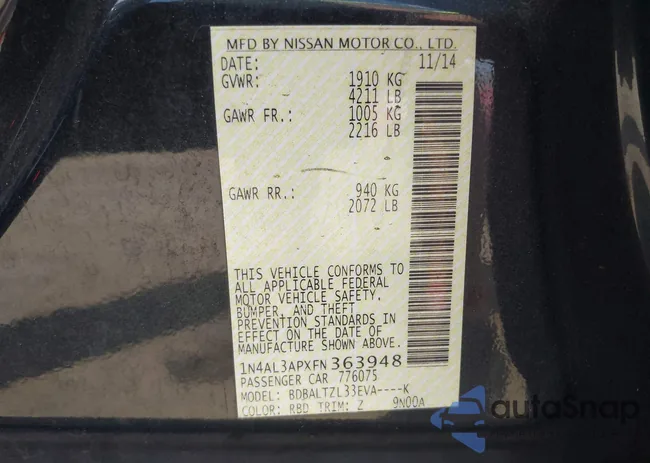 MFD BY NISSAN MOTOR CO., LTD.
DATE: 11/14
GVWR: 1910 KG
4211 LB
GAWR FR.: 1005 KG
2216 LB
GAWR RR.: 940 KG
2072 LB
THIS VEHICLE CONFORMS TO
ALL APPLICABLE FEDERAL
MOTOR VEHICLE SAFETY,
BUMPER, AND THEFT
PREVENTION STANDARDS IN
EFFECT ON THE DATE OF
MANUFACTURE SHOWN ABOVE.
1N4AL3APXFN363948
PASSENGER CAR 776075
MODEL: BDBALTZL33EVA----K
COLOR: RBD TRIM: Z 9N00A
autoSnap